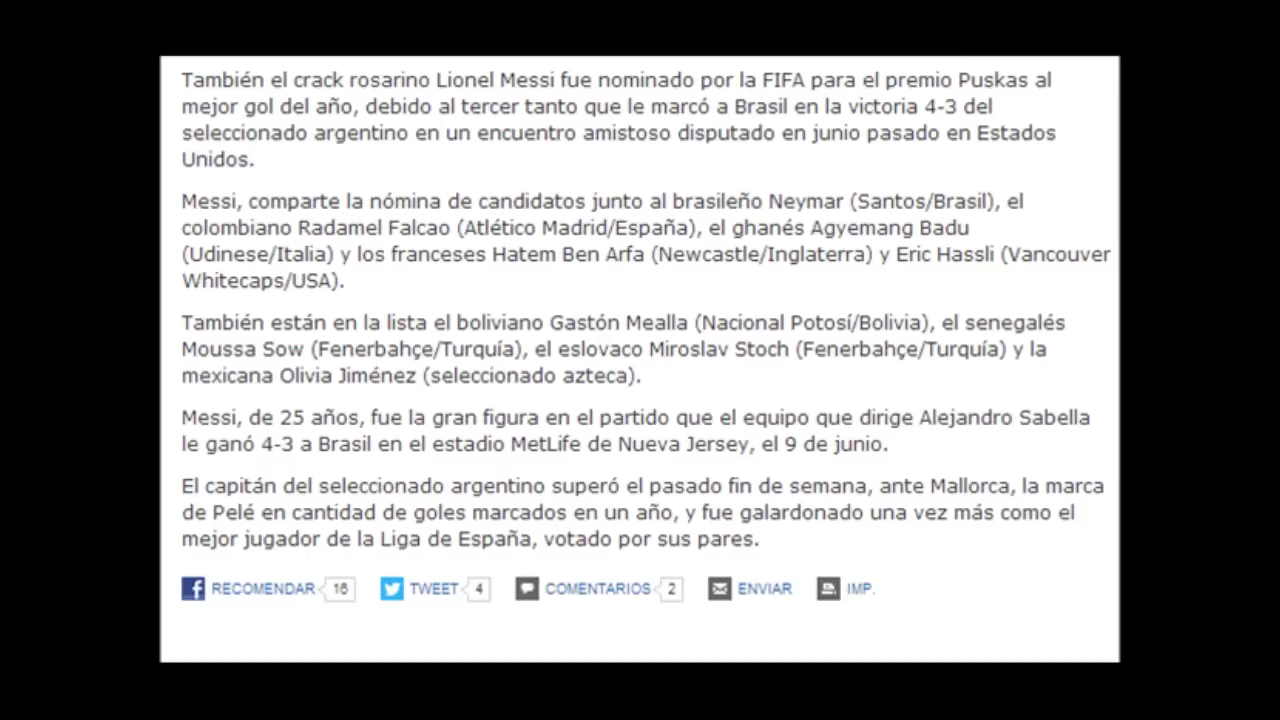 También el crack rosarino Lionel Messi fue nominado por la FIFA para el premio Puskas al
mejor gol del año, debido al tercer tanto que le marcó a Brasil en la victoria 4-3 del
seleccionado argentino en un encuentro amistoso disputado en junio pasado en Estados
Unidos.
Messi, comparte la nómina de candidatos junto al brasileño Neymar (Santos/Brasil), el
colombiano Radamel Falcao (Atlético Madrid/España), el ghanés Agyemang Badu
(Udinese/Italia) y los franceses Hatem Ben Arfa (Newcastle/Inglaterra) y Eric Hassli (Vancouver
Whitecaps/USA).
También están en la lista el boliviano Gastón Mealla (Nacional Potosí/Bolivia), el senegalés
Moussa Sow (Fenerbahçe/Turquía), el eslovaco Miroslav Stoch (Fenerbahçe/Turquía) y la
mexicana Olivia Jiménez (seleccionado azteca).
Messi, de 25 años, fue la gran figura en el partido que el equipo que dirige Alejandro Sabella
le ganó 4-3 a Brasil en el estadio MetLife de Nueva Jersey, el 9 de junio.
El capitán del seleccionado argentino superó el pasado fin de semana, ante Mallorca, la marca
de Pelé en cantidad de goles marcados en un año, y fue galardonado una vez más como el
mejor jugador de la Liga de España, votado por sus pares.
RECOMENDAR 16 TWEET 4 COMENTARIOS 2 ENVIAR IMP.